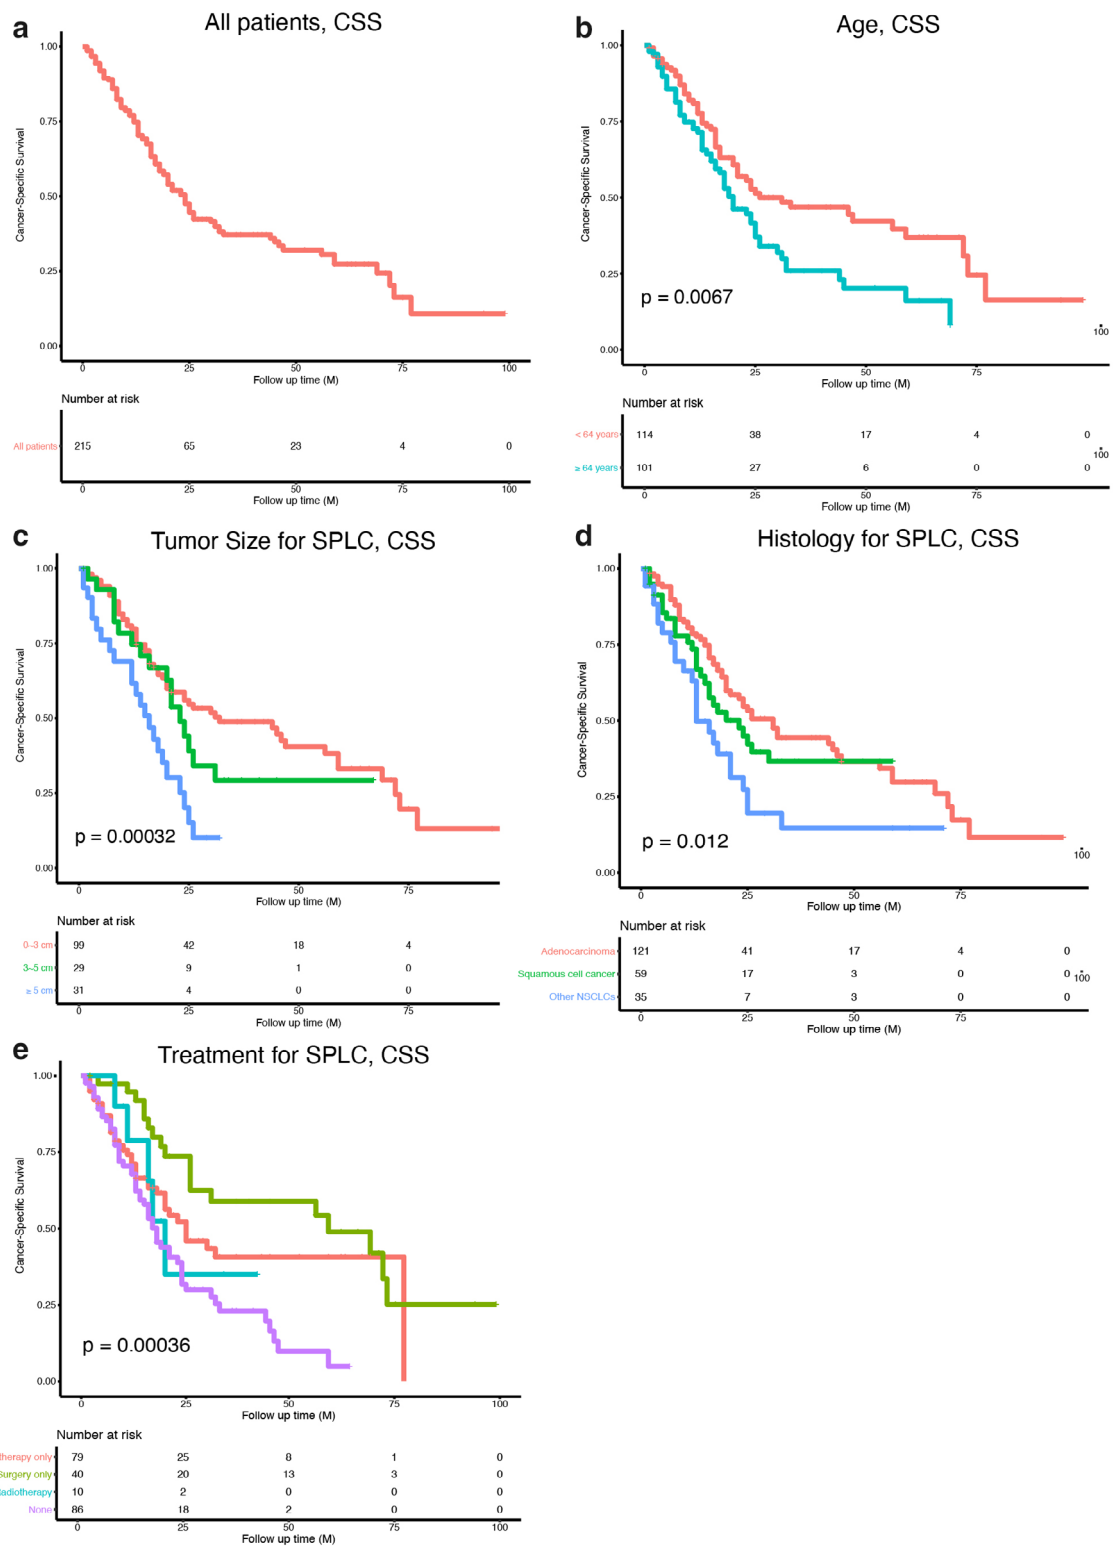 a
All patients, CSS
Cancer-Specific Survival
1.00
0.75
0.50
0.25
0.00
0 25 50 75 100
Follow up time (M)
Number at risk
All patients 215 65 23 4 0
0 25 50 75 100
Follow up time (M)
b
Age, CSS
Cancer-Specific Survival
1.00
0.75
0.50
0.25
0.00
p = 0.0067
0 25 50 75 100
Follow up time (M)
Number at risk
< 64 years 114 38 17 4 0
≥ 64 years 101 27 6 0 0
0 25 50 75 100
Follow up time (M)
c
Tumor Size for SPLC, CSS
Cancer-Specific Survival
1.00
0.75
0.50
0.25
0.00
p = 0.00032
0 25 50 75
Follow up time (M)
Number at risk
0~3 cm 99 42 18 4
3~5 cm 29 9 1 0
≥ 5 cm 31 4 0 0
0 25 50 75
Follow up time (M)
d
Histology for SPLC, CSS
Cancer-Specific Survival
1.00
0.75
0.50
0.25
0.00
p = 0.012
0 25 50 75 100
Follow up time (M)
Number at risk
Adenocarcinoma 121 41 17 4 0
Squamous cell cancer 59 17 3 0 0
Other NSCLCs 35 7 3 0 0
0 25 50 75 100
Follow up time (M)
e
Treatment for SPLC, CSS
Cancer-Specific Survival
1.00
0.75
0.50
0.25
0.00
p = 0.00036
0 25 50 75 100
Follow up time (M)
Number at risk
therapy only 79 25 8 1 0
Surgery only 40 20 13 3 0
adiotherapy 10 2 0 0 0
None 86 18 2 0 0
0 25 50 75 100
Follow up time (M)